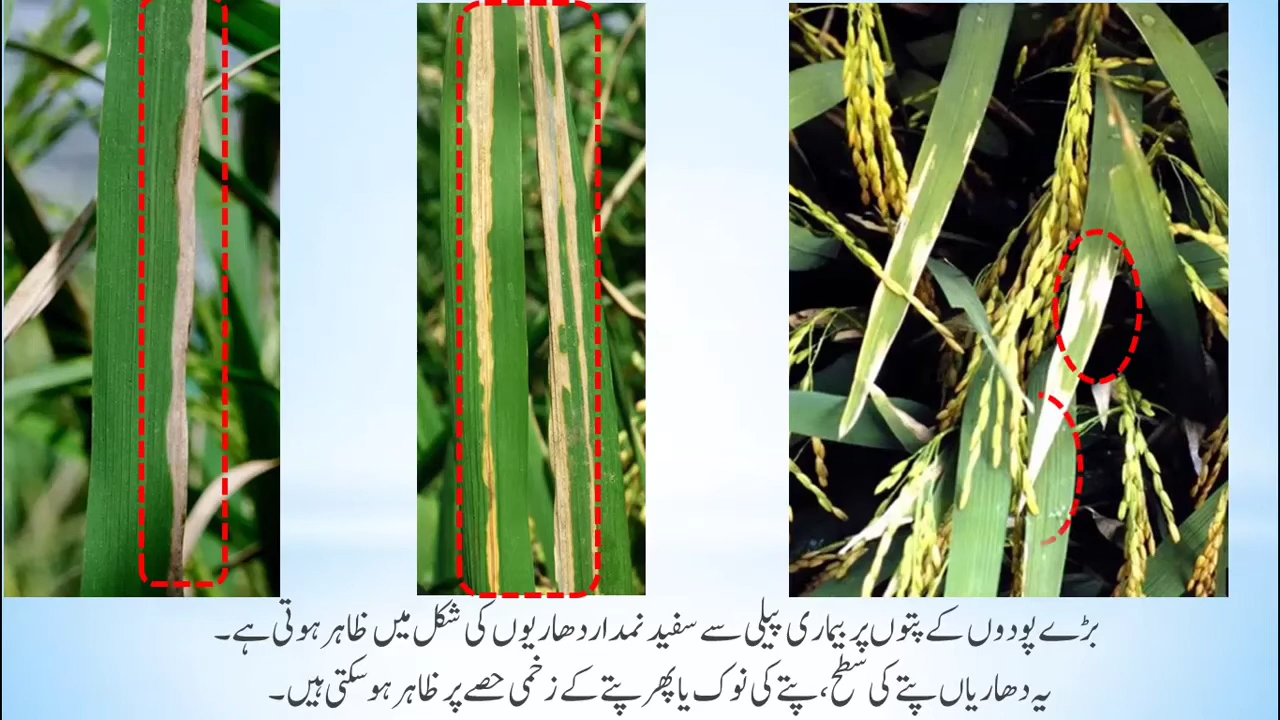 بڑے پودوں کے پتوں پر بیماری پیلی سے سفید نمدار دھاریوں کی شکل میں ظاہر ہوتی ہے۔
یہ دھاریاں پتے کی سطح، پتے کی نوک یا پھر پتے کے زخمی حصے پر ظاہر ہو سکتی ہیں۔